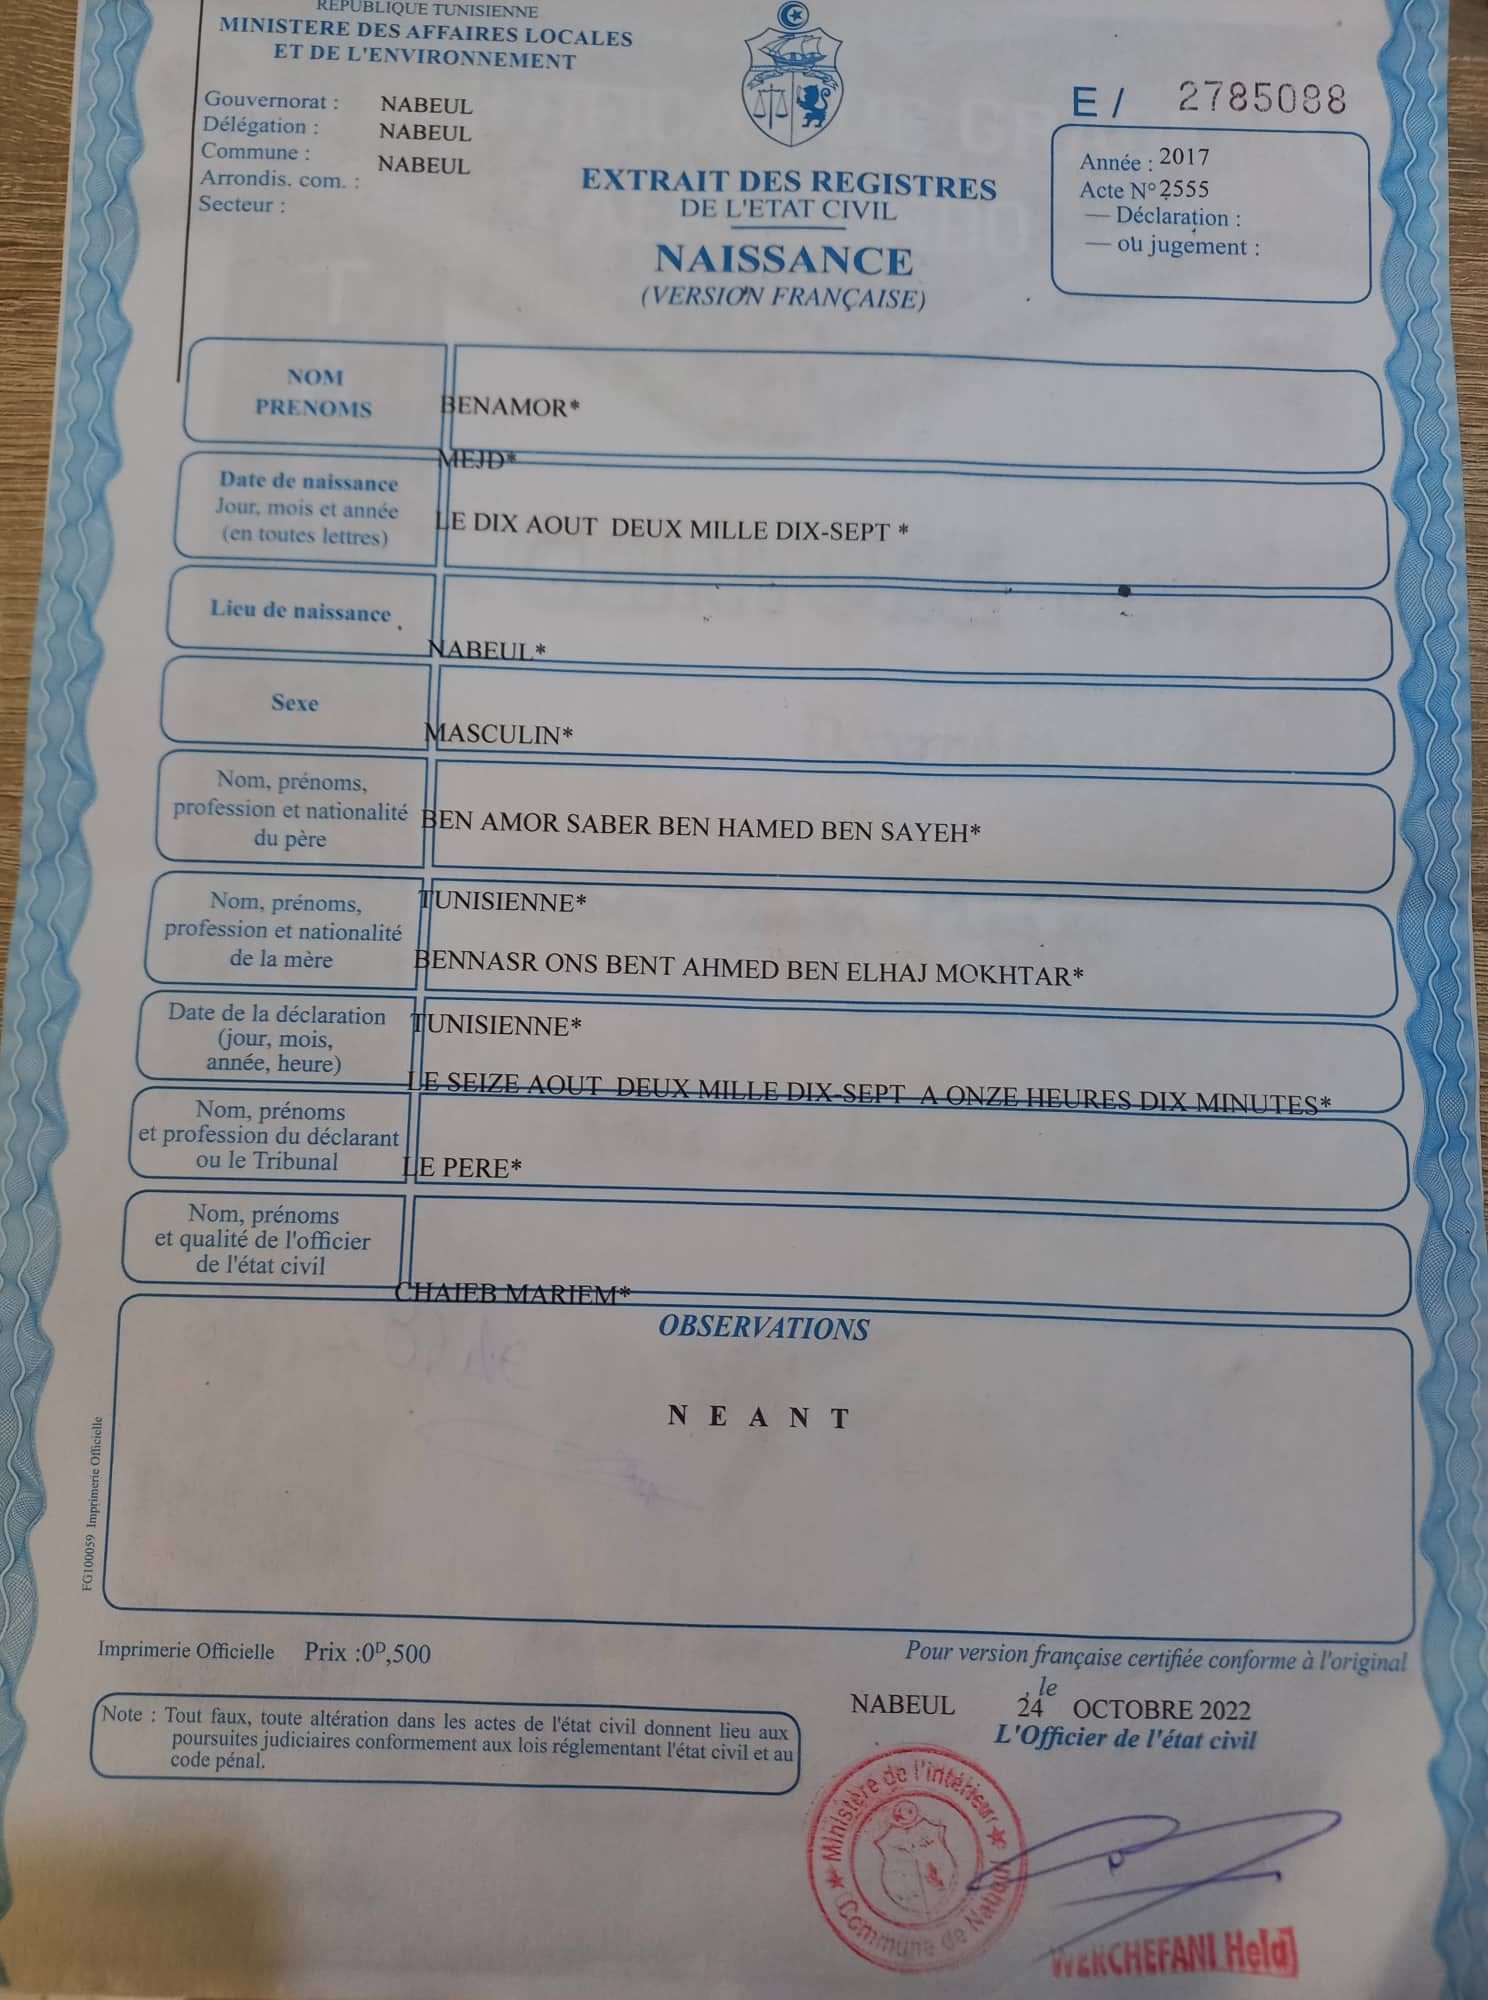 REPUBLIQUE TUNISIENNE
MINISTERE DES AFFAIRES LOCALES
ET DE L'ENVIRONNEMENT
Gouvernorat : NABEUL
Délégation : NABEUL
Commune : NABEUL
Arrondis. com. :
Secteur :
E / 2785088
Année : 2017
Acte N° 2555
— Déclaration :
— ou jugement :
EXTRAIT DES REGISTRES
DE L'ETAT CIVIL
NAISSANCE
(VERSION FRANÇAISE)
NOM
PRENOMS
BENAMOR*
MEJD*
Date de naissance
Jour, mois et année
(en toutes lettres)
LE DIX AOUT DEUX MILLE DIX-SEPT *
Lieu de naissance
NABEUL*
Sexe
MASCULIN*
Nom, prénoms,
profession et nationalité
du père
BEN AMOR SABER BEN HAMED BEN SAYEH*
TUNISIENNE*
Nom, prénoms,
profession et nationalité
de la mère
BENNASR ONS BENT AHMED BEN ELHAJ MOKHTAR*
TUNISIENNE*
Date de la déclaration
(jour, mois,
année, heure)
LE SEIZE AOUT DEUX MILLE DIX-SEPT A ONZE HEURES DIX MINUTES*
Nom, prénoms
et profession du déclarant
ou le Tribunal
LE PERE*
Nom, prénoms
et qualité de l'officier
de l'état civil
CHAIEB MARIEM*
OBSERVATIONS
N E A N T
FG100059 Imprimerie Officielle
Imprimerie Officielle Prix :0ᴰ,500
Pour version française certifiée conforme à l'original
NABEUL , le 24 OCTOBRE 2022
L'Officier de l'état civil
Note : Tout faux, toute altération dans les actes de l'état civil donnent lieu aux
poursuites judiciaires conformement aux lois réglementant l'état civil et au
code pénal.
Ministère de l'intérieur
Commune de Nabeul
WERCHEFANI Hela